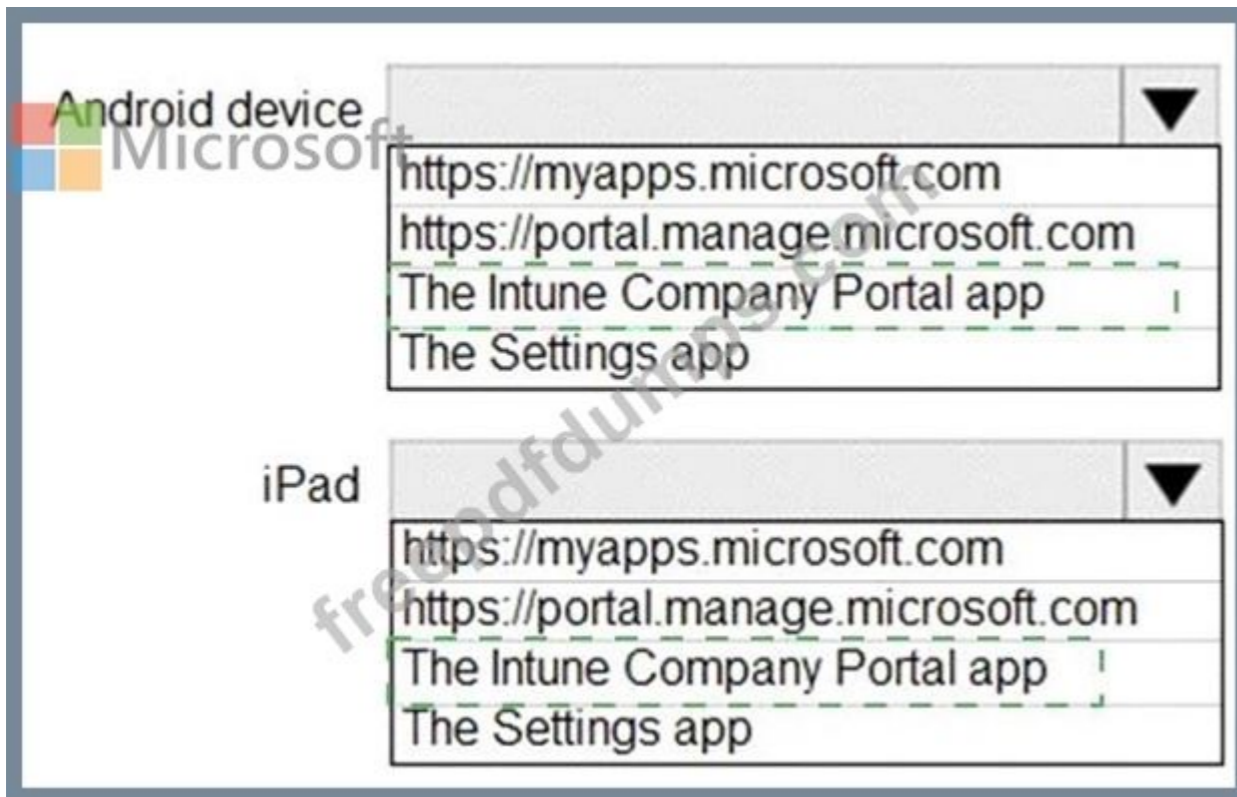 Android device
Microsoft
https://myapps.microsoft.com
https://portal.manage.microsoft.com
The Intune Company Portal app
The Settings app
iPad
https://myapps.microsoft.com
https://portal.manage.microsoft.com
The Intune Company Portal app
The Settings app
freepdfdumps.com